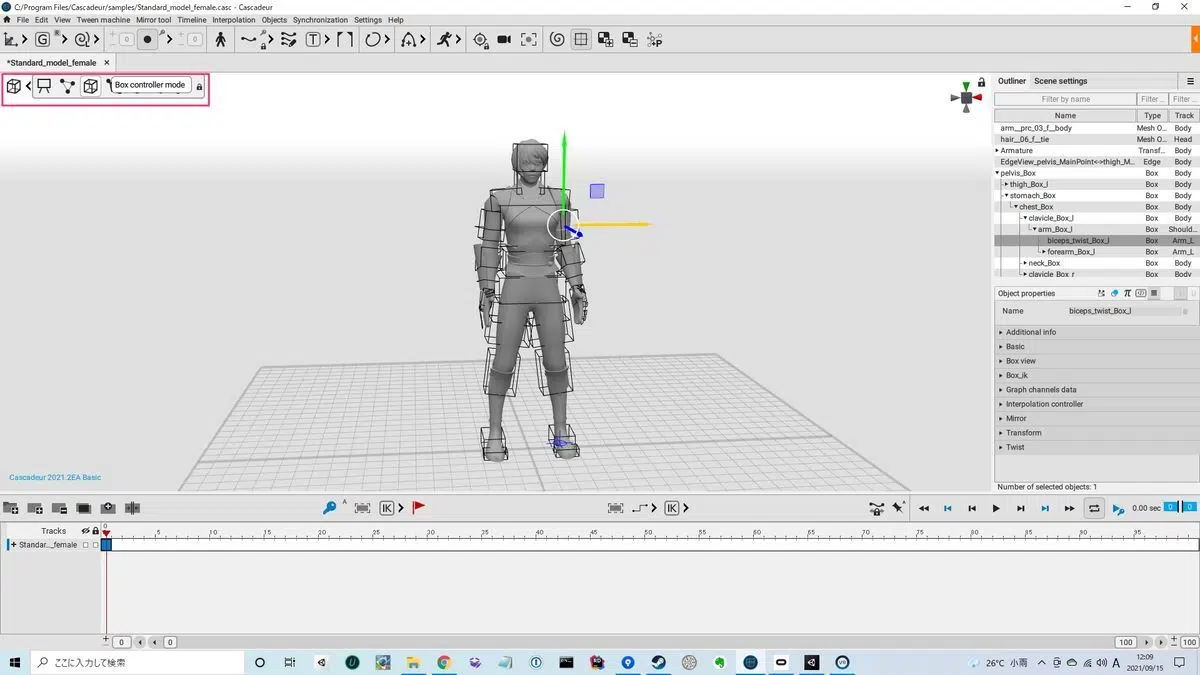 C:/Program Files/Cascadeur/samples/Standard_model_female.casc - Cascadeur
File Edit View Tween machine Mirror tool Timeline Interpolation Objects Synchronization Settings Help
*Standard_model_female
Box controller mode
Outliner Scene settings
Filter by name Filter... Filter...
Name Type Track
arm__prc_03_f__body Mesh O... Body
hair__06_f__tie Mesh O... Head
Armature Transf... Body
EdgeView_pelvis_MainPoint<->thigh_M... Edge Body
pelvis_Box Box Body
thigh_Box_l Box Body
stomach_Box Box Body
chest_Box Box Body
clavicle_Box_l Box Body
arm_Box_l Box Should...
biceps_twist_Box_l Box Arm_L
forearm_Box_l Box Arm_L
neck_Box Box Body
clavicle_Box_r Box Body
Object properties
Name biceps_twist_Box_l
Additional info
Basic
Box view
Box_ik
Graph channels data
Interpolation controller
Mirror
Transform
Twist
Number of selected objects: 1
Cascadeur 2021.2EA Basic
IK IK 0.00 sec 0 0
Tracks 0 5 10 15 20 25 30 35 40 45 50 55 60 65 70 75 80 85 90 95
Standar..._female
0 0 100 100
ここに入力して検索
26°C 小雨 A 12:09
2021/09/15